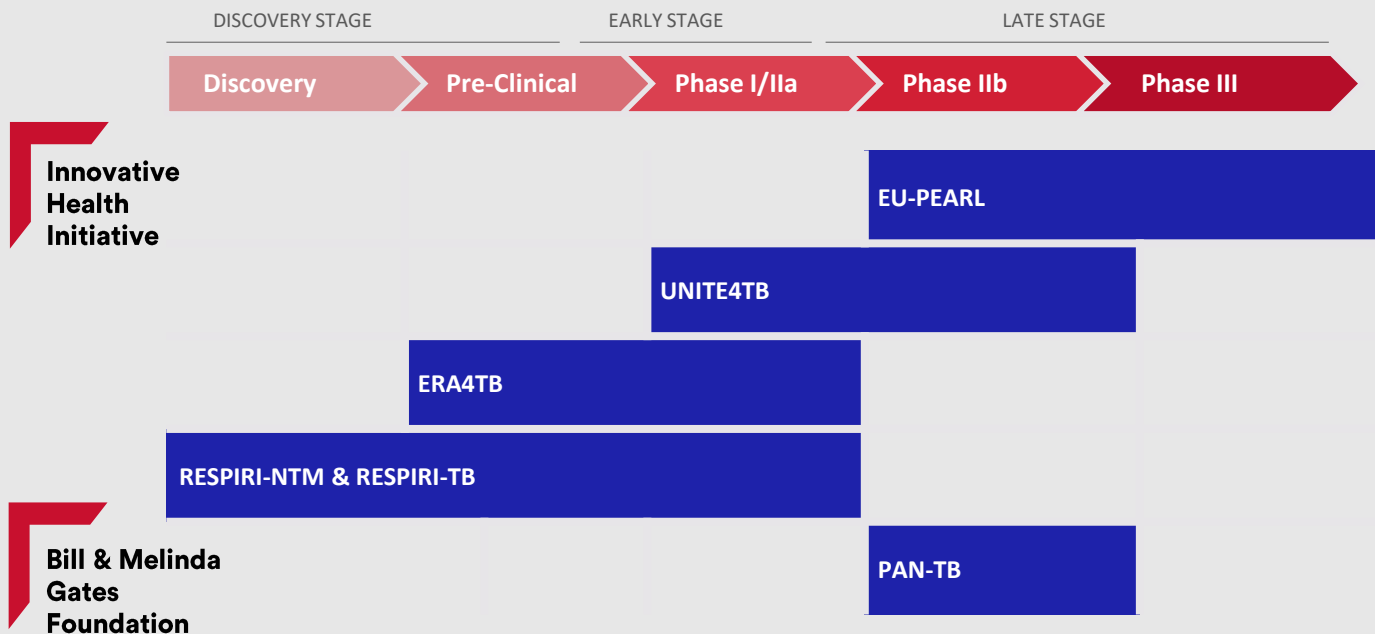 DISCOVERY STAGE
EARLY STAGE
LATE STAGE
Discovery
Pre-Clinical
Phase I/IIa
Phase IIb
Phase III
Innovative
Health
Initiative
EU-PEARL
UNITE4TB
ERA4TB
RESPIRI-NTM & RESPIRI-TB
Bill & Melinda
Gates
Foundation
PAN-TB